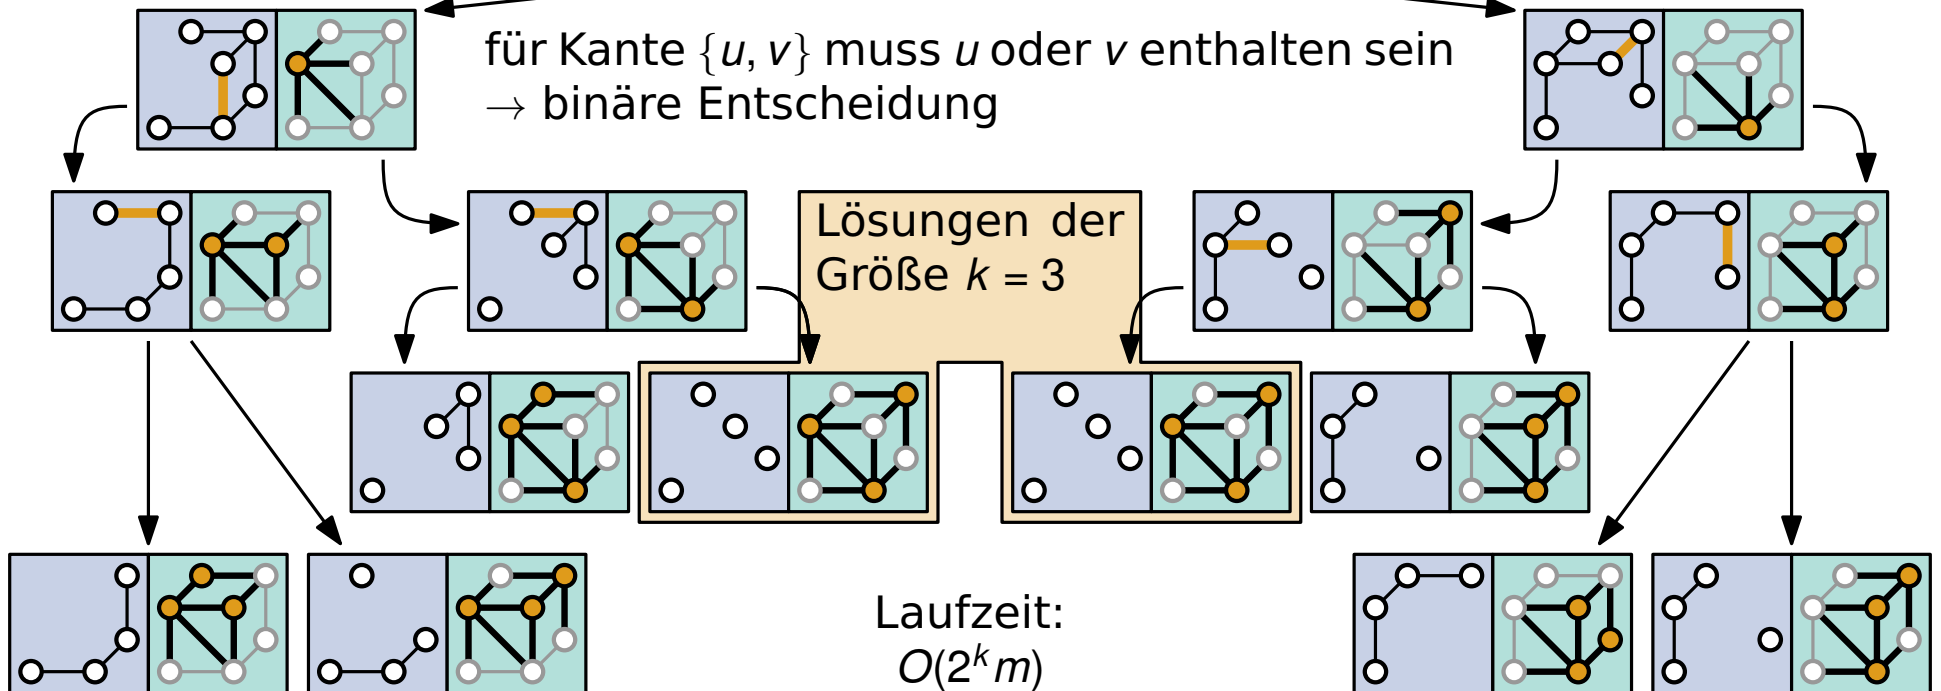 für Kante {u, v} muss u oder v enthalten sein
→ binäre Entscheidung
Lösungen der
Größe k = 3
Laufzeit:
O(2^k m)